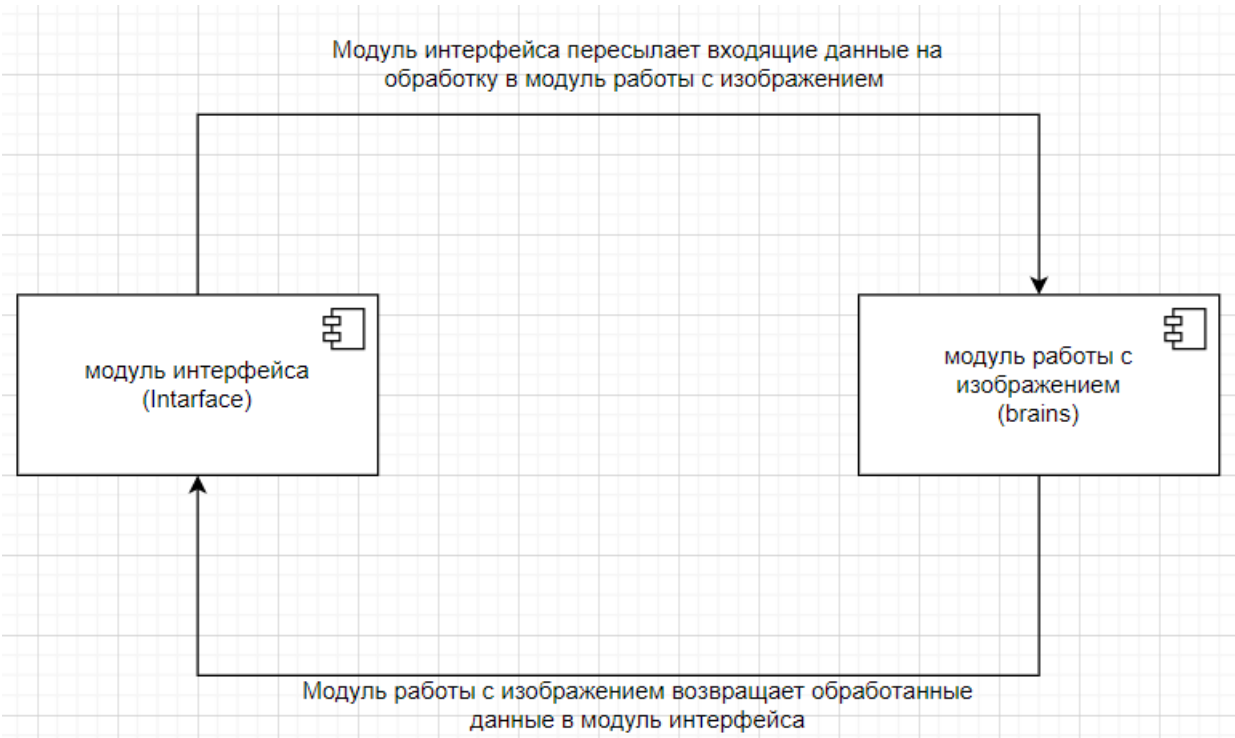 Модуль интерфейса пересылает входящие данные на
обработку в модуль работы с изображением
модуль интерфейса
(Intarface)
модуль работы с
изображением
(brains)
Модуль работы с изображением возвращает обработанные
данные в модуль интерфейса